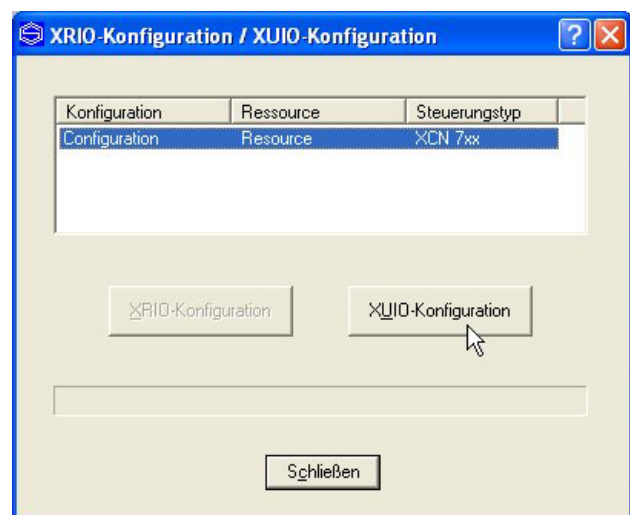 XRIO-Konfiguration / XUIO-Konfiguration
Konfiguration Ressource Steuerungstyp
Configuration Resource XCN 7xx
XRIO-Konfiguration XUIO-Konfiguration
Schließen